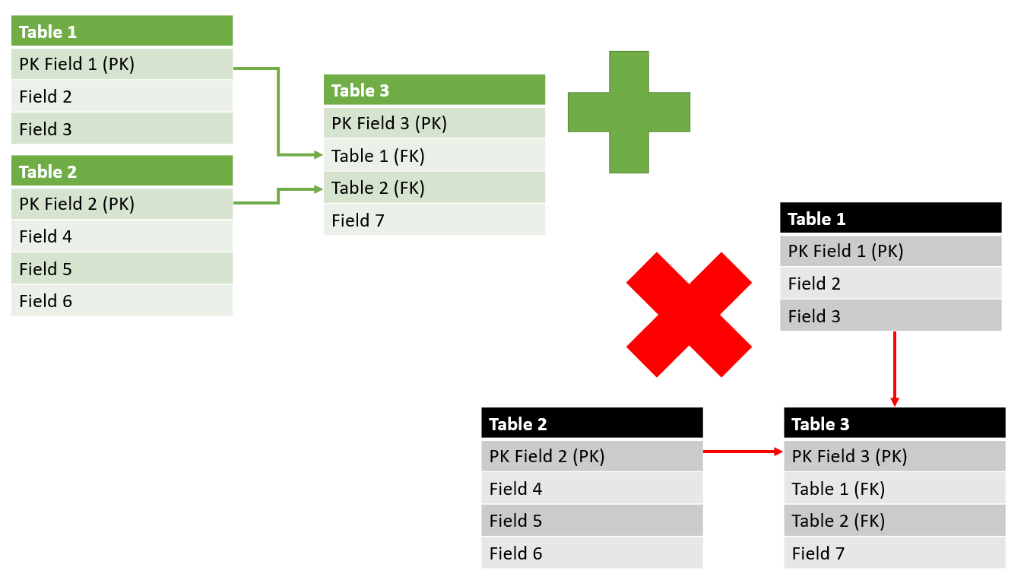 Table 1
PK Field 1 (PK)
Field 2
Field 3
Table 2
PK Field 2 (PK)
Field 4
Field 5
Field 6
Table 3
PK Field 3 (PK)
Table 1 (FK)
Table 2 (FK)
Field 7
Table 1
PK Field 1 (PK)
Field 2
Field 3
Table 2
PK Field 2 (PK)
Field 4
Field 5
Field 6
Table 3
PK Field 3 (PK)
Table 1 (FK)
Table 2 (FK)
Field 7